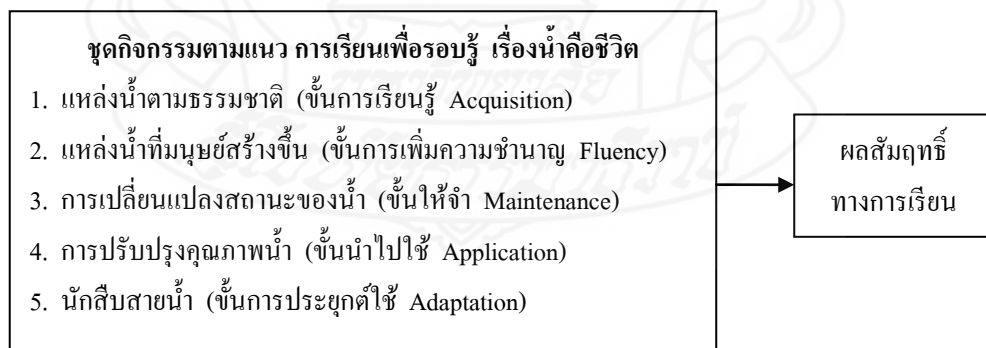 ชุดกิจกรรมตามแนว การเรียนเพื่อรอบรู้ เรื่องน้ำคือชีวิต
1. แหล่งน้ำตามธรรมชาติ (ขั้นการเรียนรู้ Acquisition)
2. แหล่งน้ำที่มนุษย์สร้างขึ้น (ขั้นการเพิ่มความชำนาญ Fluency)
3. การเปลี่ยนแปลงสถานะของน้ำ (ขั้นให้จำ Maintenance)
4. การปรับปรุงคุณภาพน้ำ (ขั้นนำไปใช้ Application)
5. นักสืบสายน้ำ (ขั้นการประยุกต์ใช้ Adaptation)
ผลสัมฤทธิ์
ทางการเรียน